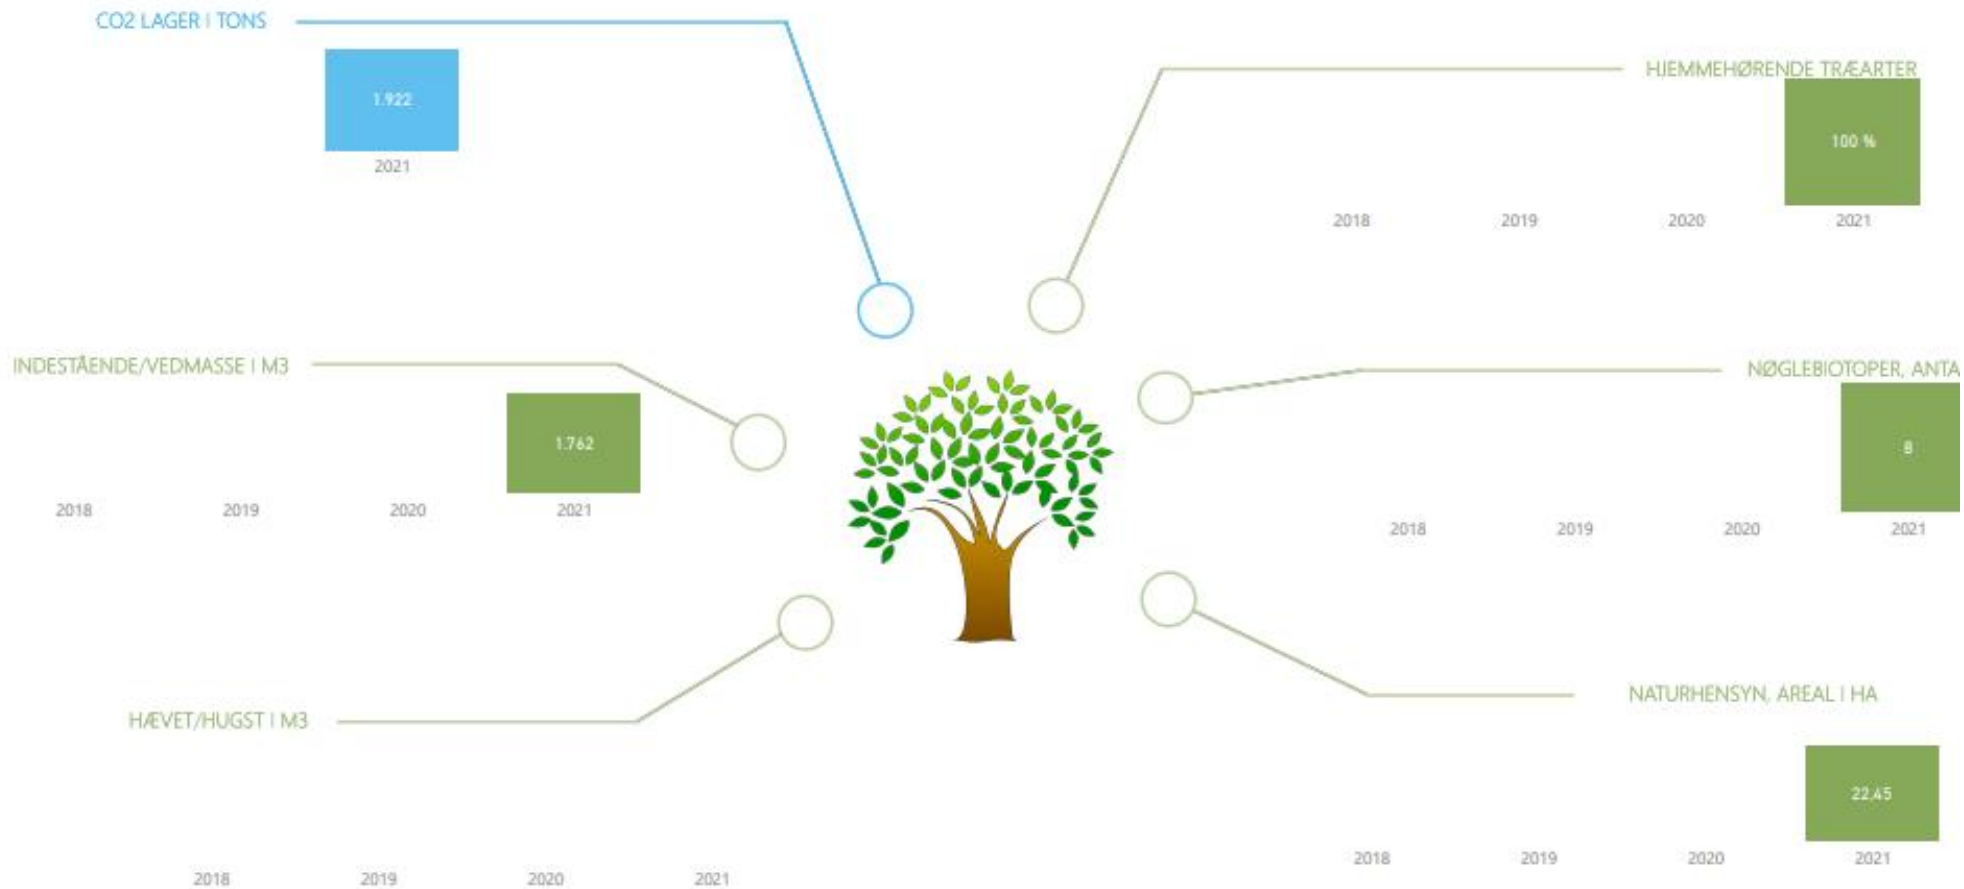 CO2 LAGER I TONS
1.922
2021
HJEMMEHØRENDE TRÆARTER
100 %
2018 2019 2020 2021
INDESTÅENDE/VEDMASSE I M3
1.762
2018 2019 2020 2021
NØGLEBIOTOPER, ANTA
8
2018 2019 2020 2021
HÆVET/HUGST I M3
2018 2019 2020 2021
NATURHENSYN, AREAL I HA
22,45
2018 2019 2020 2021